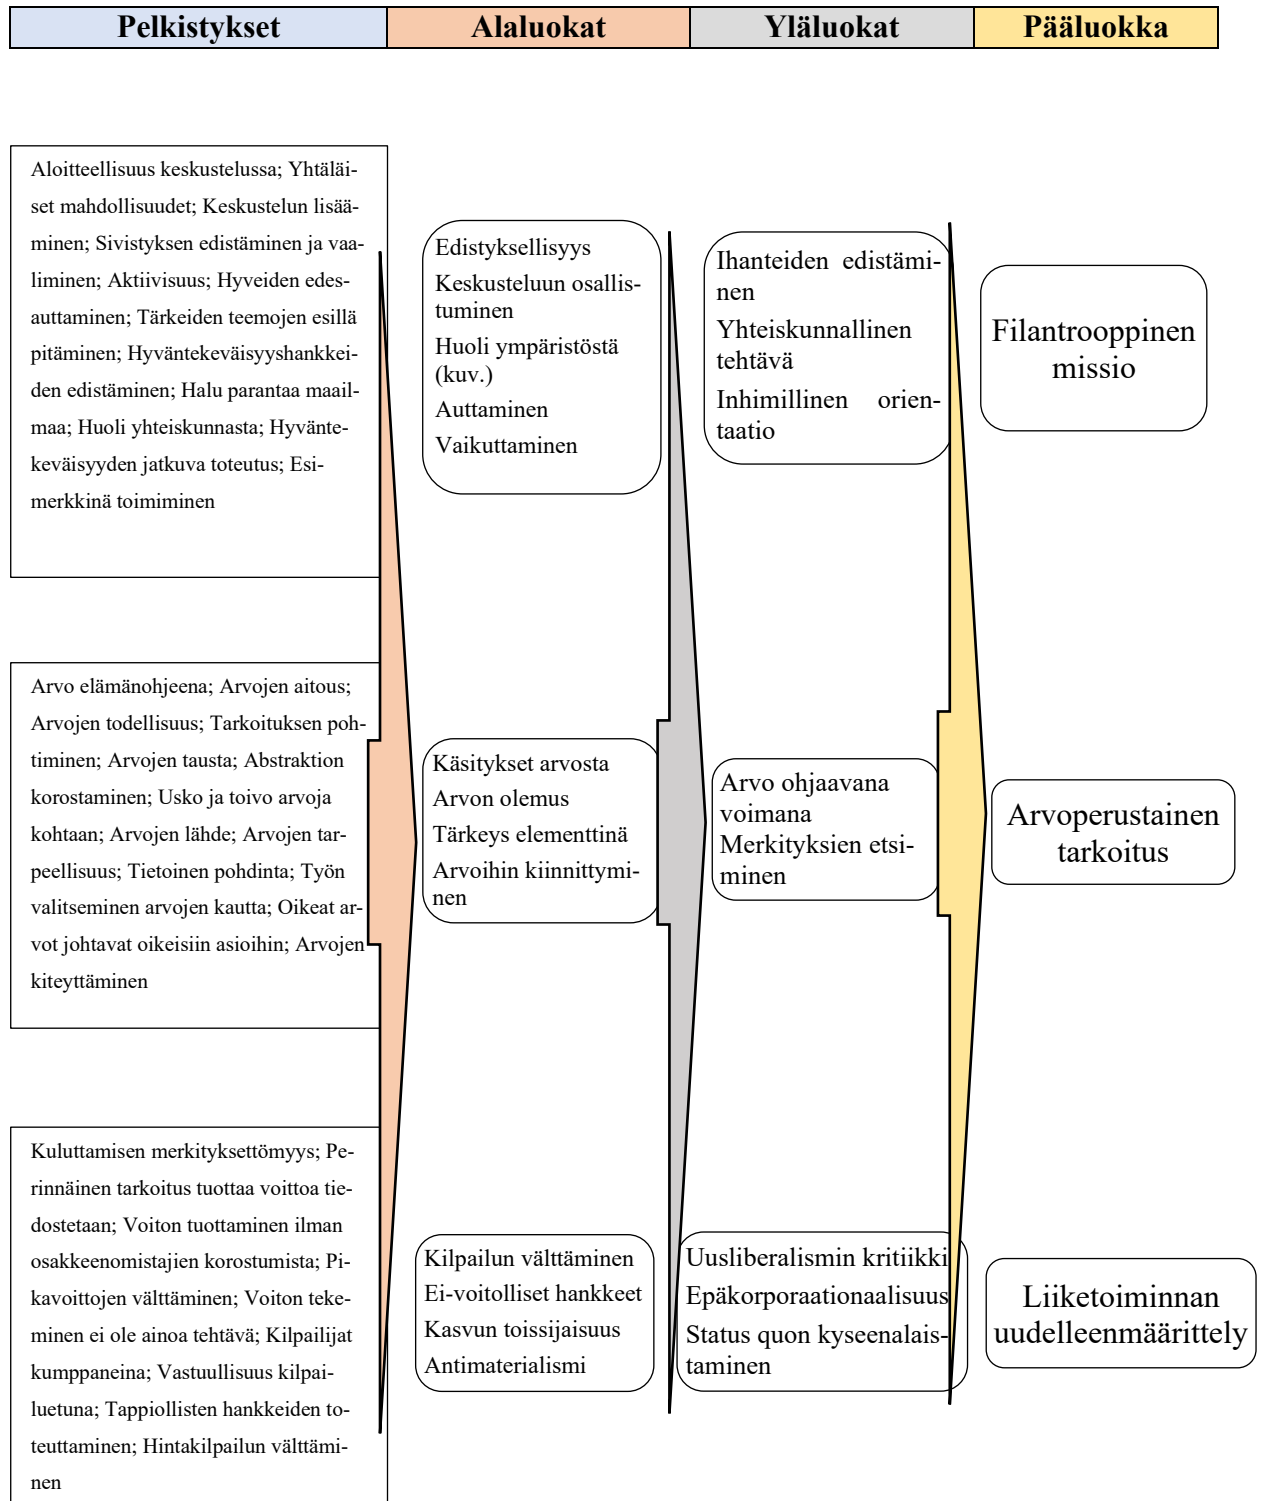 Pelkistykset
Alaluokat
Yläluokat
Pääluokka
Aloitteellisuus keskustelussa; Yhtäläi-
set mahdollisuudet; Keskustelun lisää-
minen; Sivistyksen edistäminen ja vaa-
liminen; Aktiivisuus; Hyveiden edes-
auttaminen; Tärkeiden teemojen esillä
pitäminen; Hyväntekeväisyyshankkei-
den edistäminen; Halu parantaa maail-
maa; Huoli yhteiskunnasta; Hyvänte-
keväisyyden jatkuva toteutus; Esi-
merkkinä toimiminen
Edistyksellisyys
Keskusteluun osallis-
tuminen
Huoli ympäristöstä
(kuv.)
Auttaminen
Vaikuttaminen
Ihanteiden edistämi-
nen
Yhteiskunnallinen
tehtävä
Inhimillinen orien-
taatio
Filantrooppinen
missio
Arvo elämänohjeena; Arvojen aitous;
Arvojen todellisuus; Tarkoituksen poh-
timinen; Arvojen tausta; Abstraktion
korostaminen; Usko ja toivo arvoja
kohtaan; Arvojen lähde; Arvojen tar-
peellisuus; Tietoinen pohdinta; Työn
valitseminen arvojen kautta; Oikeat ar-
vot johtavat oikeisiin asioihin; Arvojen
kiteyttäminen
Käsitykset arvosta
Arvon olemus
Tärkeys elementtinä
Arvoihin kiinnittymi-
nen
Arvo ohjaavana
voimana
Merkityksien etsi-
minen
Arvoperustainen
tarkoitus
Kuluttamisen merkityksettömyys; Pe-
rinnäinen tarkoitus tuottaa voittoa tie-
dostetaan; Voiton tuottaminen ilman
osakkeenomistajien korostumista; Pi-
kavoittojen välttäminen; Voiton teke-
minen ei ole ainoa tehtävä; Kilpailijat
kumppaneina; Vastuullisuus kilpai-
luetuna; Tappiollisten hankkeiden to-
teuttaminen; Hintakilpailun välttämi-
nen
Kilpailun välttäminen
Ei-voitolliset hankkeet
Kasvun toissijaisuus
Antimaterialismi
Uusliberalismin kritiikki
Epäkorporaationaalisuus
Status quon kyseenalais-
taminen
Liiketoiminnan
uudelleenmäärittely